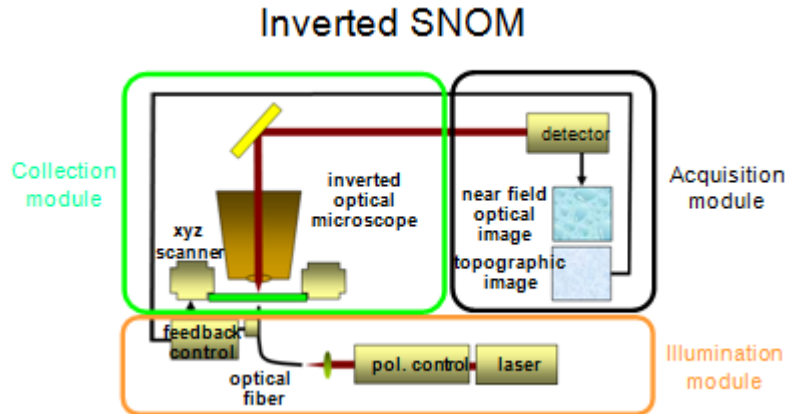 Inverted SNOM
Collection
module
xyz
scanner
inverted
optical
microscope
detector
near field
optical
image
topographic
image
Acquisition
module
feedback
control
optical
fiber
pol. control
laser
Illumination
module